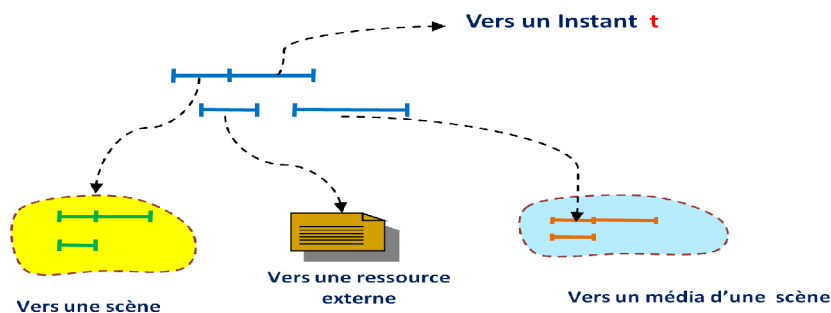 Vers un Instant t
Vers une ressource
externe
Vers une scène
Vers un média d'une scène